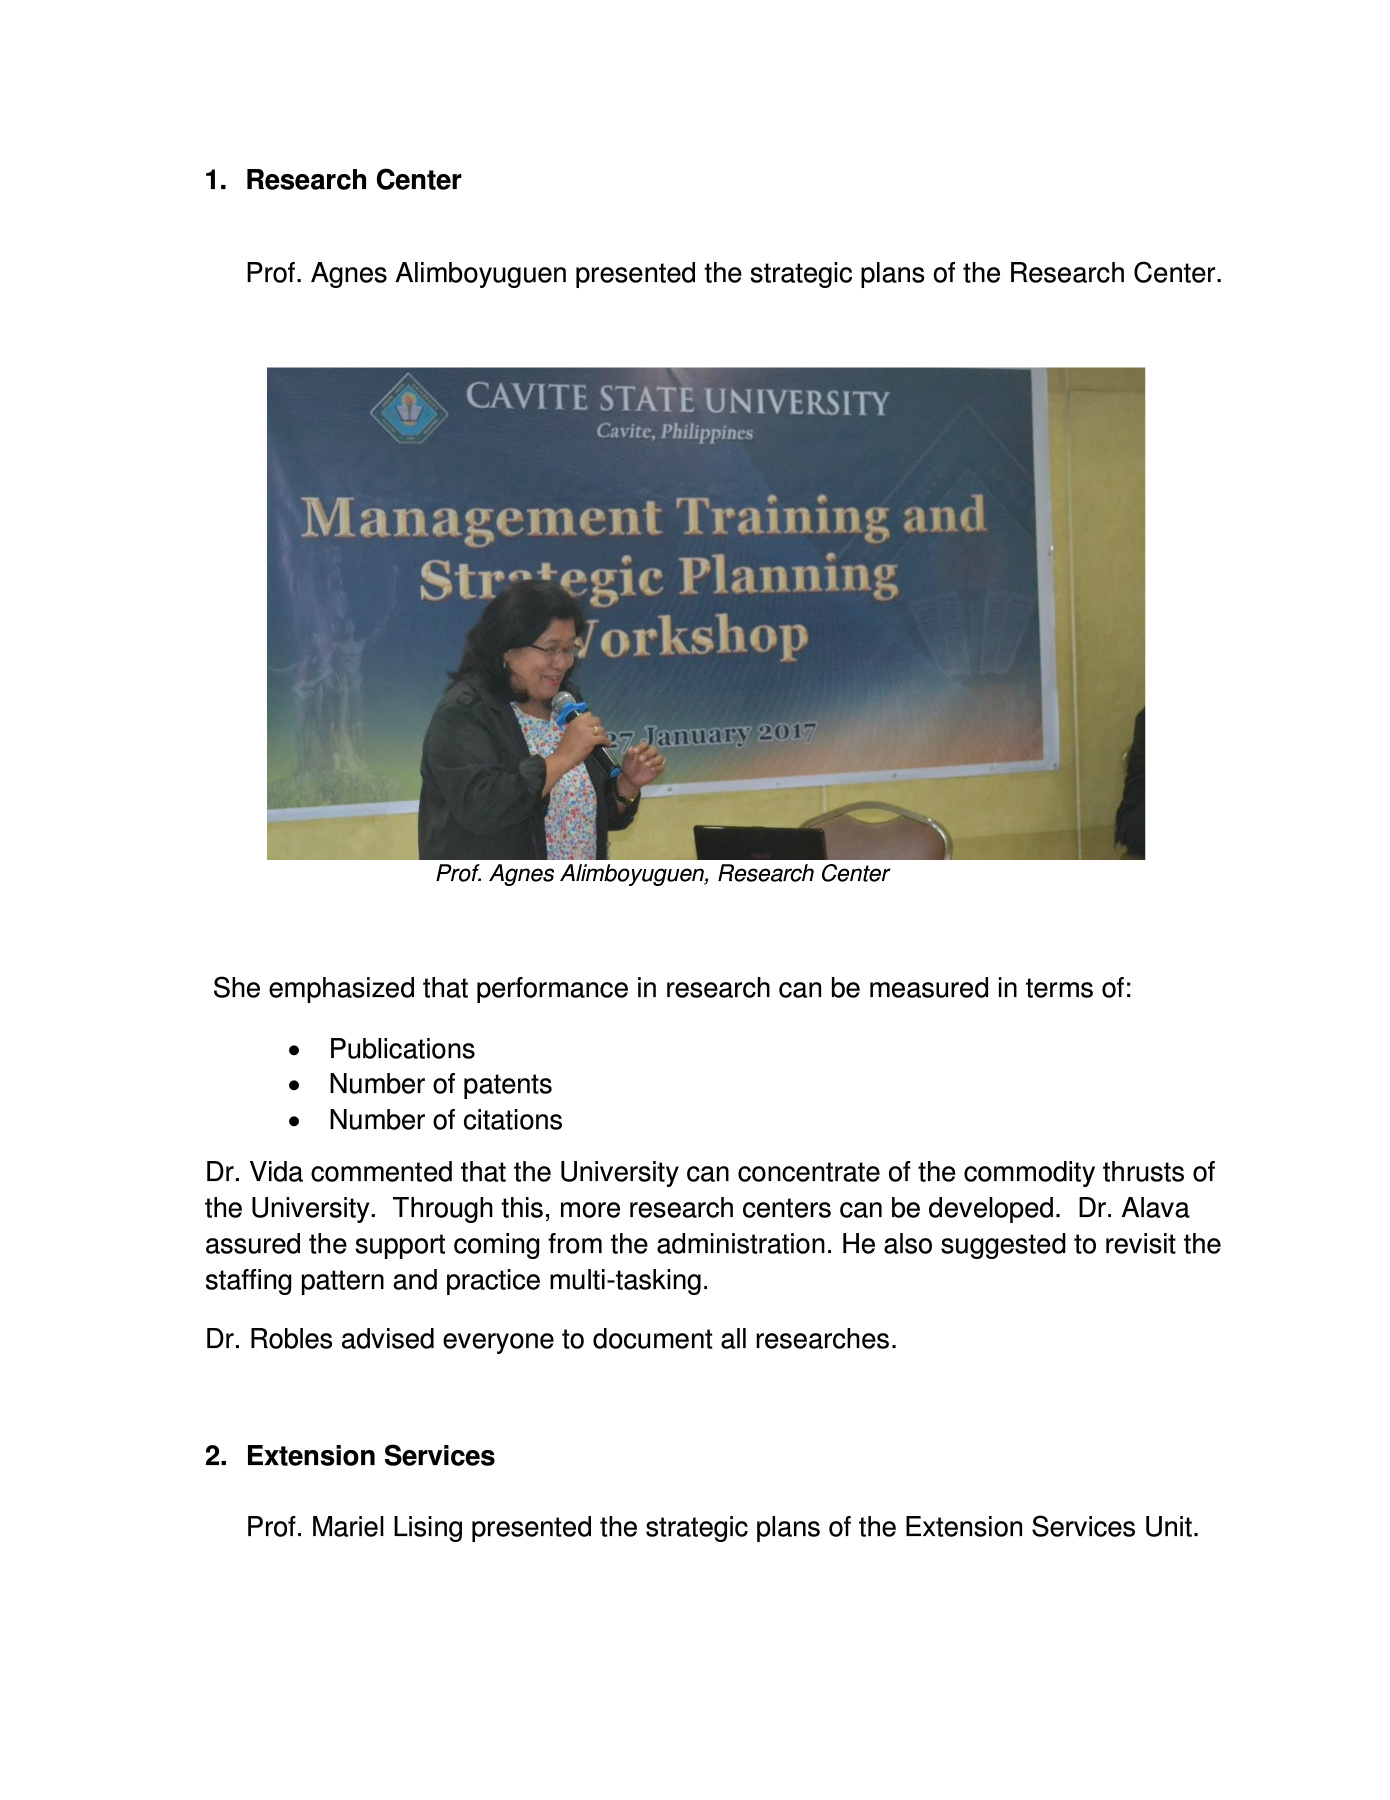 1. Research Center
Prof. Agnes Alimboyuguen presented the strategic plans of the Research Center.
CAVITE STATE UNIVERSITY
Cavite, Philippines
Management Training and
Strategic Planning
Workshop
27 January 2017
Prof. Agnes Alimboyuguen, Research Center
She emphasized that performance in research can be measured in terms of:
• Publications
• Number of patents
• Number of citations
Dr. Vida commented that the University can concentrate of the commodity thrusts of
the University.  Through this, more research centers can be developed.  Dr. Alava
assured the support coming from the administration. He also suggested to revisit the
staffing pattern and practice multi-tasking.
Dr. Robles advised everyone to document all researches.
2. Extension Services
Prof. Mariel Lising presented the strategic plans of the Extension Services Unit.